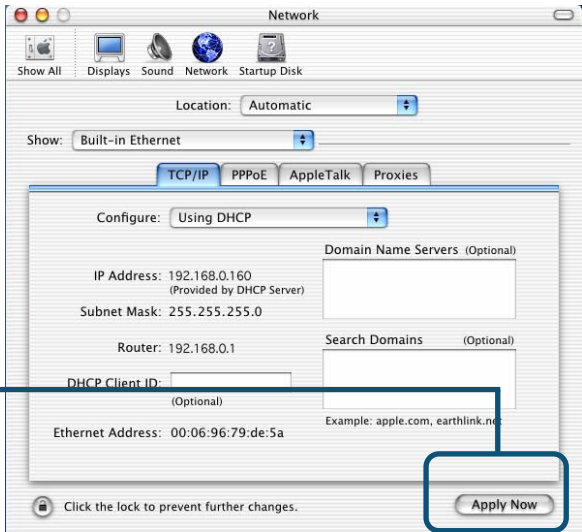 Network
Show All Displays Sound Network Startup Disk
Location: Automatic
Show: Built-in Ethernet
TCP/IP PPPoE AppleTalk Proxies
Configure: Using DHCP
Domain Name Servers (Optional)
IP Address: 192.168.0.160
(Provided by DHCP Server)
Subnet Mask: 255.255.255.0
Router: 192.168.0.1
Search Domains (Optional)
DHCP Client ID:
(Optional)
Example: apple.com, earthlink.net
Ethernet Address: 00:06:96:79:de:5a
Click the lock to prevent further changes.
Apply Now